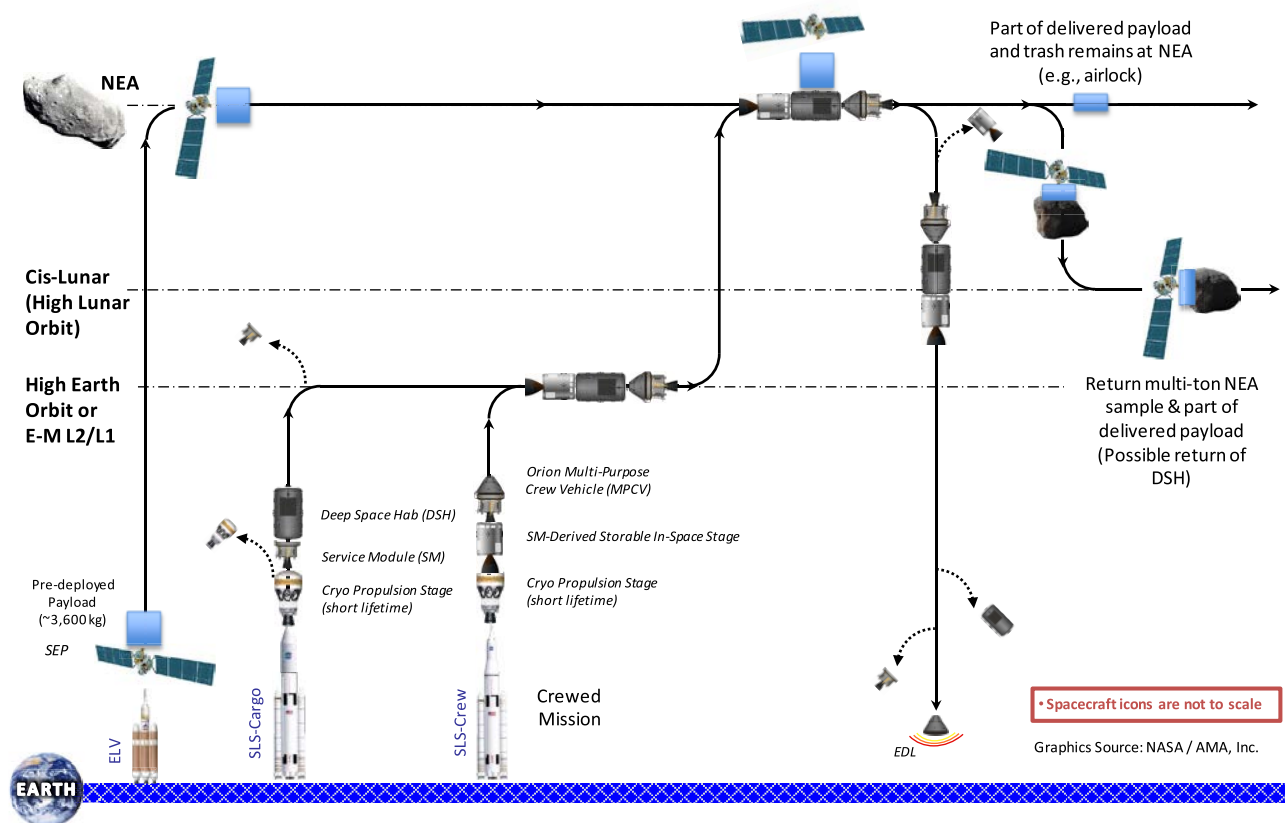 NEA
Part of delivered payload
and trash remains at NEA
(e.g., airlock)
Cis-Lunar
(High Lunar
Orbit)
High Earth
Orbit or
E-M L2/L1
Return multi-ton NEA
sample & part of
delivered payload
(Possible return of
DSH)
Orion Multi-Purpose
Crew Vehicle (MPCV)
Deep Space Hab (DSH)
SM-Derived Storable In-Space Stage
Service Module (SM)
Cryo Propulsion Stage
(short lifetime)
Cryo Propulsion Stage
(short lifetime)
Pre-deployed
Payload
(~3,600 kg)
SEP
ELV
SLS-Cargo
SLS-Crew
Crewed
Mission
• Spacecraft icons are not to scale
EDL
Graphics Source: NASA / AMA, Inc.
EARTH